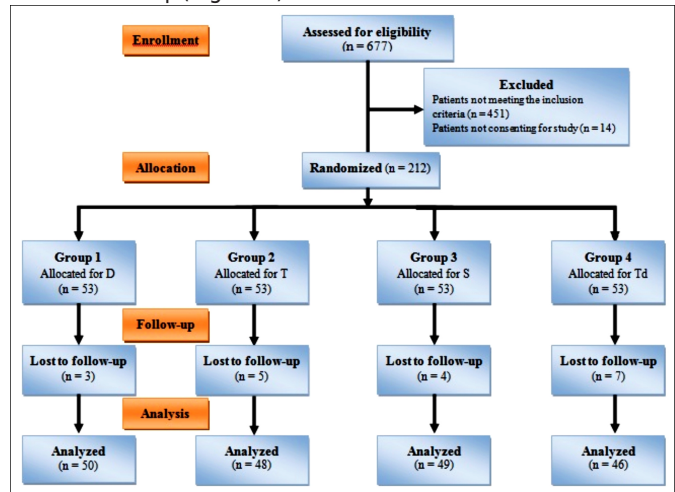 Enrollment
Assessed for eligibility
(n = 677)
Excluded
Patients not meeting the inclusion
criteria (n = 451)
Patients not consenting for study (n = 14)
Allocation
Randomized (n = 212)
Group 1
Allocated for D
(n = 53)
Group 2
Allocated for T
(n = 53)
Group 3
Allocated for S
(n = 53)
Group 4
Allocated for Td
(n = 53)
Follow-up
Lost to follow-up
(n = 3)
Lost to follow-up
(n = 5)
Lost to follow-up
(n = 4)
Lost to follow-up
(n = 7)
Analysis
Analyzed
(n = 50)
Analyzed
(n = 48)
Analyzed
(n = 49)
Analyzed
(n = 46)